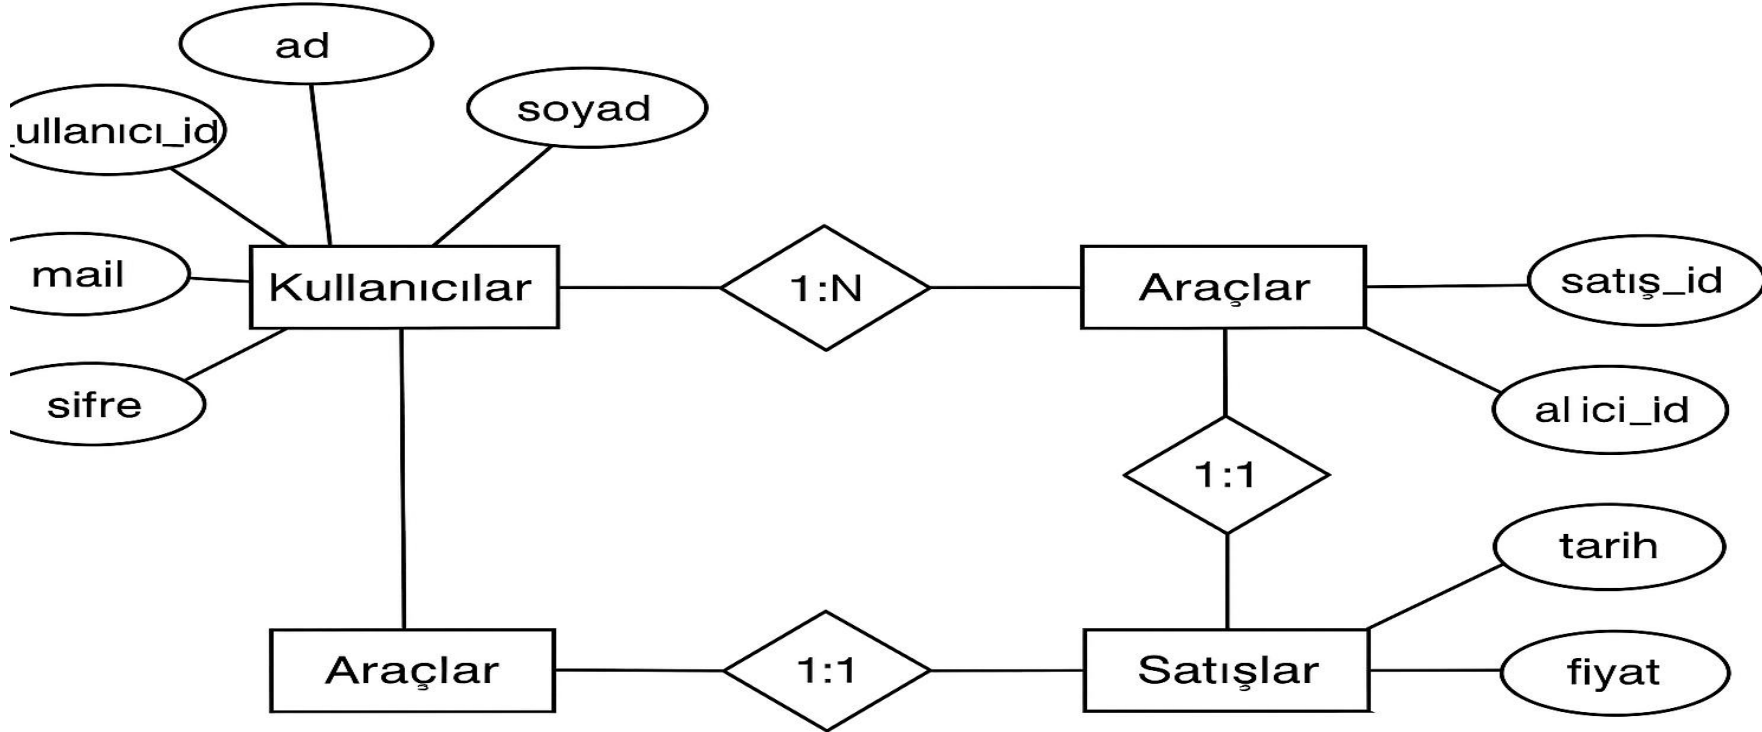 ad
soyad
ullanıcı_id
mail
Kullanıcılar
1:N
Araçlar
satış_id
sifre
al ici_id
1:1
tarih
Araçlar
1:1
Satışlar
fiyat